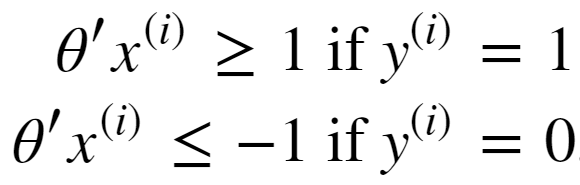 θ′x⁽ⁱ⁾ ≥ 1 if y⁽ⁱ⁾ = 1
θ′x⁽ⁱ⁾ ≤ −1 if y⁽ⁱ⁾ = 0.